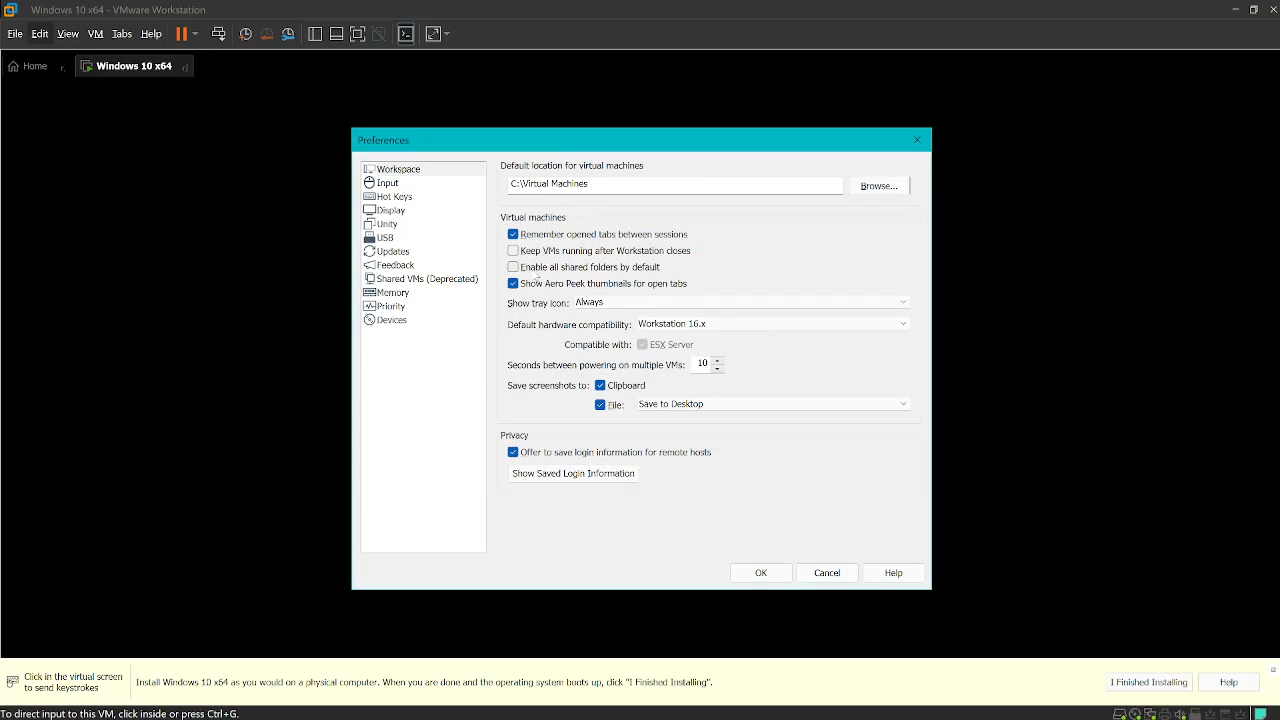 Windows 10 x64 - VMware Workstation
File Edit View VM Tabs Help
Home Windows 10 x64
Preferences
Workspace
Input
Hot Keys
Display
Unity
USB
Updates
Feedback
Shared VMs (Deprecated)
Memory
Priority
Devices
Default location for virtual machines
C:\Virtual Machines Browse...
Virtual machines
Remember opened tabs between sessions
Keep VMs running after Workstation closes
Enable all shared folders by default
Show Aero Peek thumbnails for open tabs
Show tray icon: Always
Default hardware compatibility: Workstation 16.x
Compatible with: ESX Server
Seconds between powering on multiple VMs: 10
Save screenshots to: Clipboard
File: Save to Desktop
Privacy
Offer to save login information for remote hosts
Show Saved Login Information
OK Cancel Help
Click in the virtual screen
to send keystrokes
Install Windows 10 x64 as you would on a physical computer. When you are done and the operating system boots up, click "I Finished Installing".
I Finished Installing Help
To direct input to this VM, click inside or press Ctrl+G.